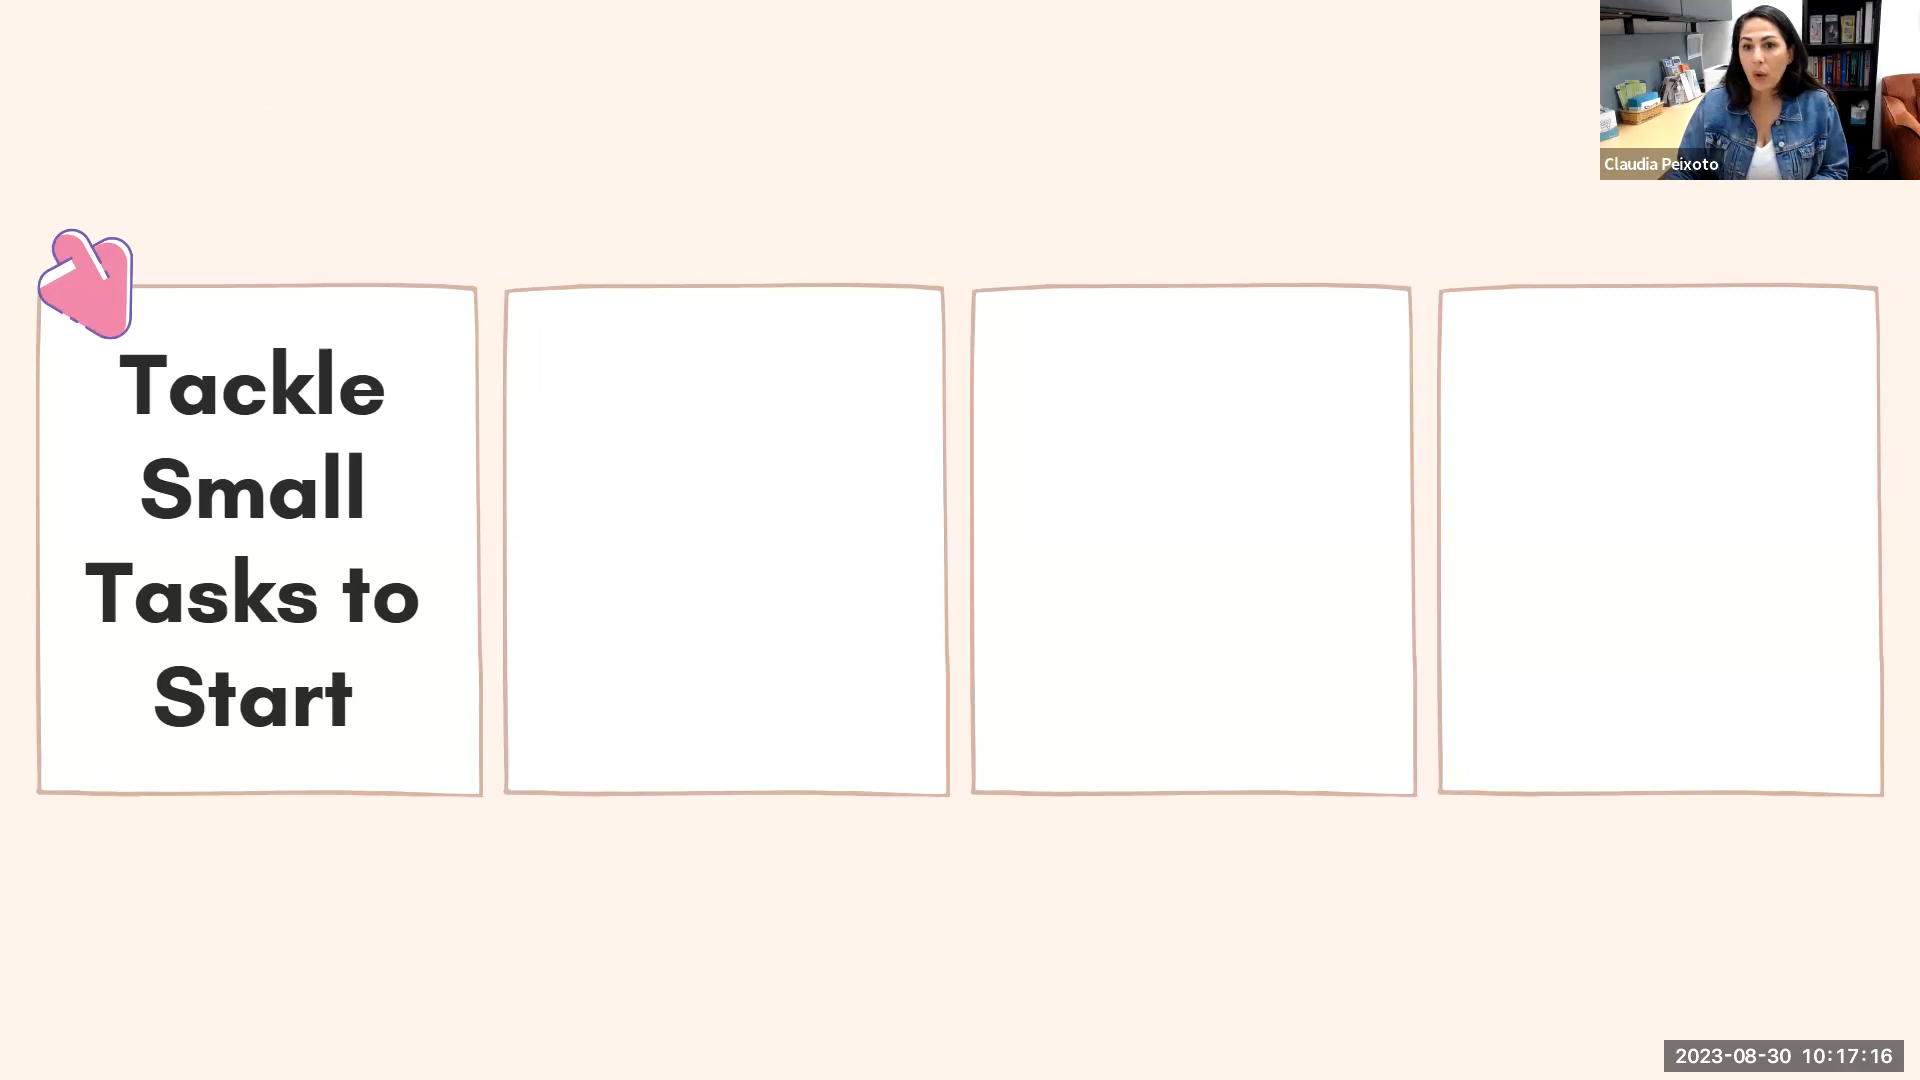 Claudia Peixoto
Tackle
Small
Tasks to
Start
2023-08-30 10:17:16